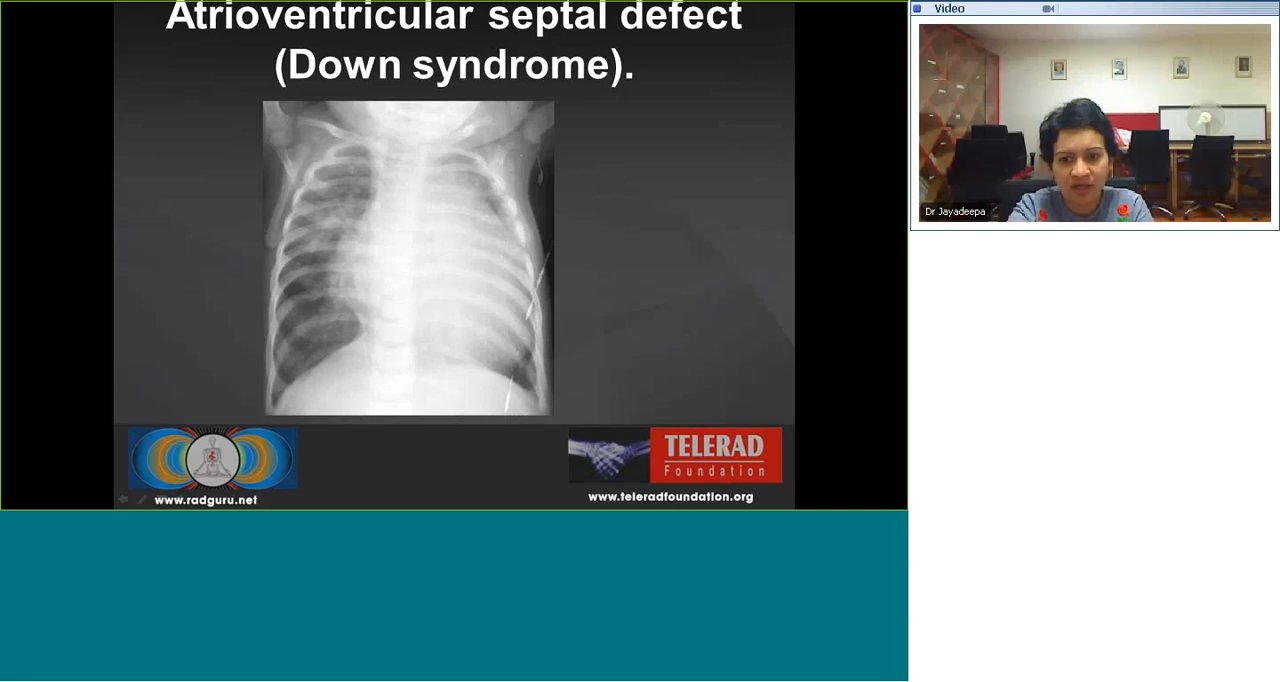 Atrioventricular septal defect
(Down syndrome).
Video
Dr Jayadeepa
TELERAD
Foundation
www.radguru.net
www.teleradfoundation.org